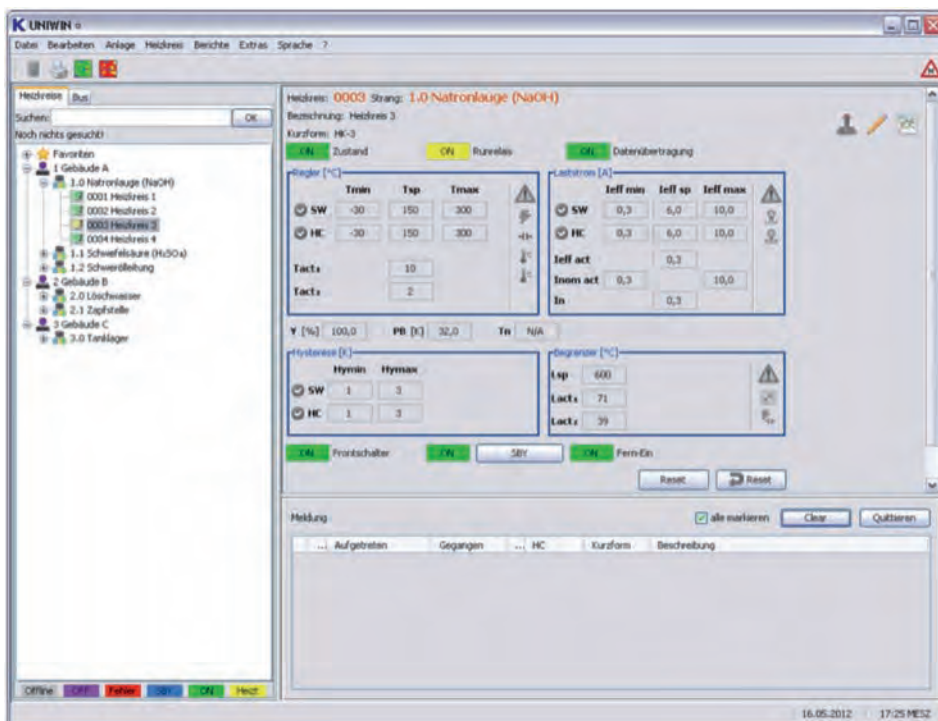 K UNIWIN
Datei Bearbeiten Anlage Heizkreis Berichte Extras Sprache ?
Heizkreise Bus
Suchen: OK
Noch nichts gesucht!
Favoriten
1 Gebäude A
1.0 Natronlauge (NaOH)
0001 Heizkreis 1
0002 Heizkreis 2
0003 Heizkreis 3
0004 Heizkreis 4
1.1 Schwefelsäure (H₂SO₄)
1.2 Schwerölleitung
2 Gebäude B
2.0 Löschwasser
2.1 Zapfstelle
3 Gebäude C
3.0 Tanklager
Offline OFF Fehler SBY ON Heizt
Heizkreis: 0003 Strang: 1.0 Natronlauge (NaOH)
Bezeichnung: Heizkreis 3
Kurzform: HK-3
ON Zustand ON Runrelais ON Datenübertragung
Regler [°C]
Tmin Tsp Tmax
SW -30 150 300
HC -30 150 300
Tact₁ 10
Tact₂ 2
Laststrom [A]
Ieff min Ieff sp Ieff max
SW 0,3 6,0 10,0
HC 0,3 6,0 10,0
Ieff act 0,3
Inom act 0,3 10,0
In 0,3
Y [%] 100,0 PB [K] 32,0 Tn N/A
Hysterese [K]
Hymin Hymax
SW 1 3
HC 1 3
Begrenzer [°C]
Lsp 600
Lact₁ 71
Lact₂ 39
ON Frontschalter ON SBY ON Fern-Ein
Reset Reset
Meldung alle markieren Clear Quittieren
... Aufgetreten Gegangen ... HC Kurzform Beschreibung
16.05.2012 17:25 MESZ